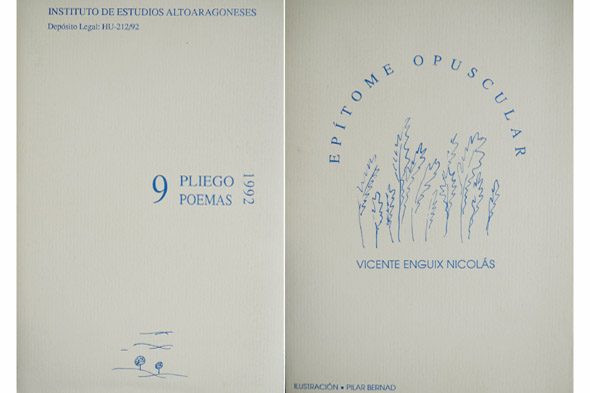 INSTITUTO DE ESTUDIOS ALTOARAGONESES
Depósito Legal: HU-212/92
9 PLIEGO
POEMAS
1992
EPÍTOME OPUSCULAR
VICENTE ENGUIX NICOLÁS
ILUSTRACIÓN • PILAR BERNAD